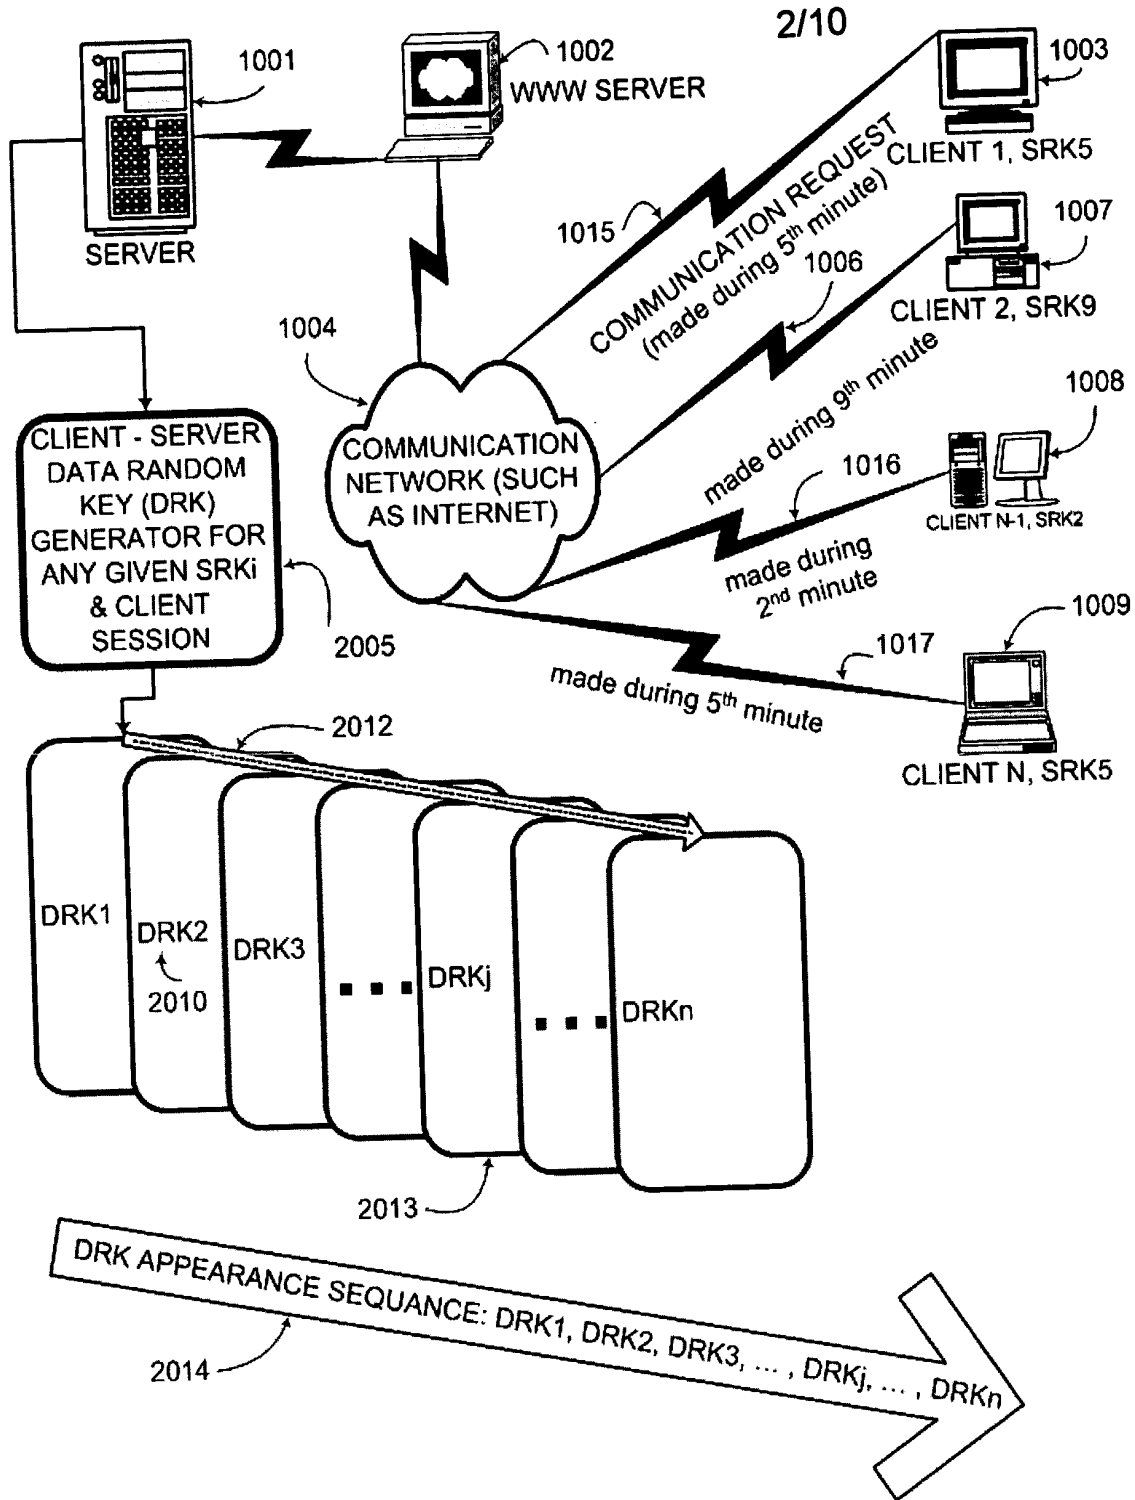 2/10
1001
1002
1003
WWW SERVER
CLIENT 1, SRK5
SERVER
1015
COMMUNICATION REQUEST
(made during 5th minute)
1006
1007
CLIENT 2, SRK9
1004
made during 9th minute
1008
CLIENT - SERVER
DATA RANDOM
KEY (DRK)
GENERATOR FOR
ANY GIVEN SRKi
& CLIENT
SESSION
COMMUNICATION
NETWORK (SUCH
AS INTERNET)
1016
CLIENT N-1, SRK2
made during
2nd minute
1009
2005
1017
made during 5th minute
2012
CLIENT N, SRK5
DRK1
DRK2
2010
DRK3
DRKj
DRKn
2013
DRK APPEARANCE SEQUANCE: DRK1, DRK2, DRK3, ... , DRKj, ... , DRKn
2014